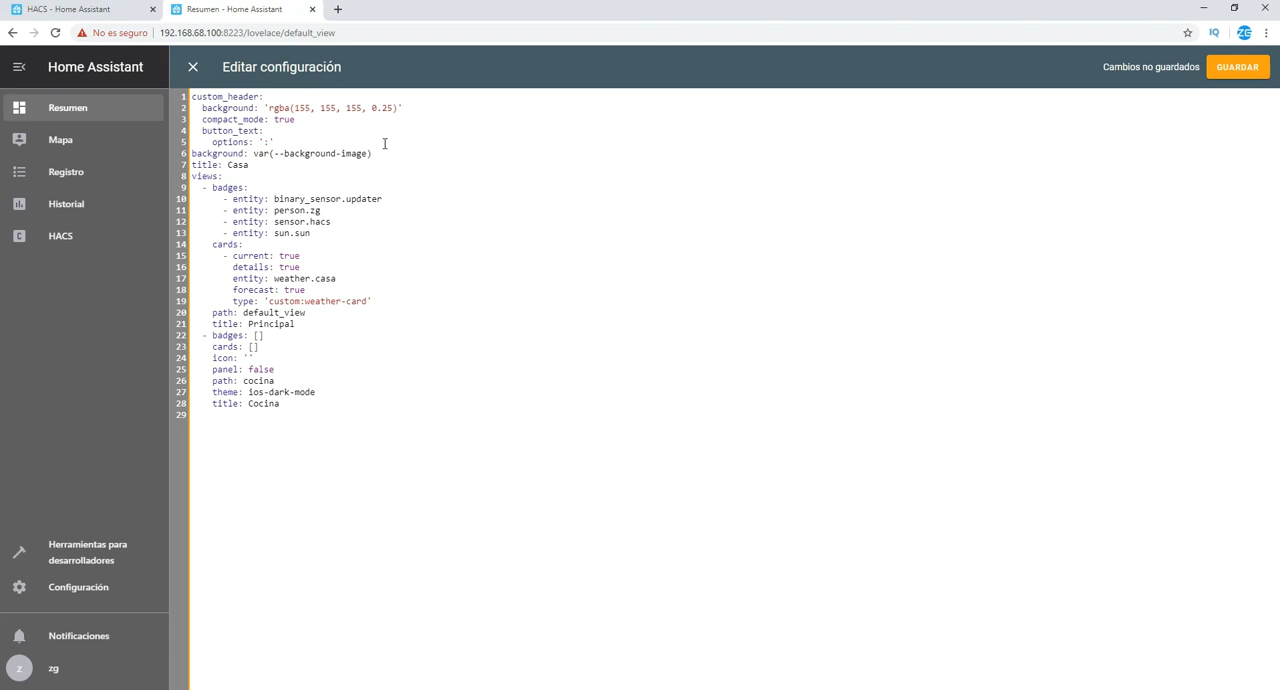 HACS - Home Assistant
Resumen - Home Assistant
No es seguro
192.168.68.100:8223/lovelace/default_view
IQ
ZG
Home Assistant
Editar configuración
Cambios no guardados
GUARDAR
Resumen
Mapa
Registro
Historial
C
HACS
Herramientas para
desarrolladores
Configuración
Notificaciones
z
zg
1 custom_header:
2   background: 'rgba(155, 155, 155, 0.25)'
3   compact_mode: true
4   button_text:
5     options: ':'
6 background: var(--background-image)
7 title: Casa
8 views:
9   - badges:
10       - entity: binary_sensor.updater
11       - entity: person.zg
12       - entity: sensor.hacs
13       - entity: sun.sun
14     cards:
15       - current: true
16         details: true
17         entity: weather.casa
18         forecast: true
19         type: 'custom:weather-card'
20     path: default_view
21     title: Principal
22   - badges: []
23     cards: []
24     icon: ''
25     panel: false
26     path: cocina
27     theme: ios-dark-mode
28     title: Cocina
29